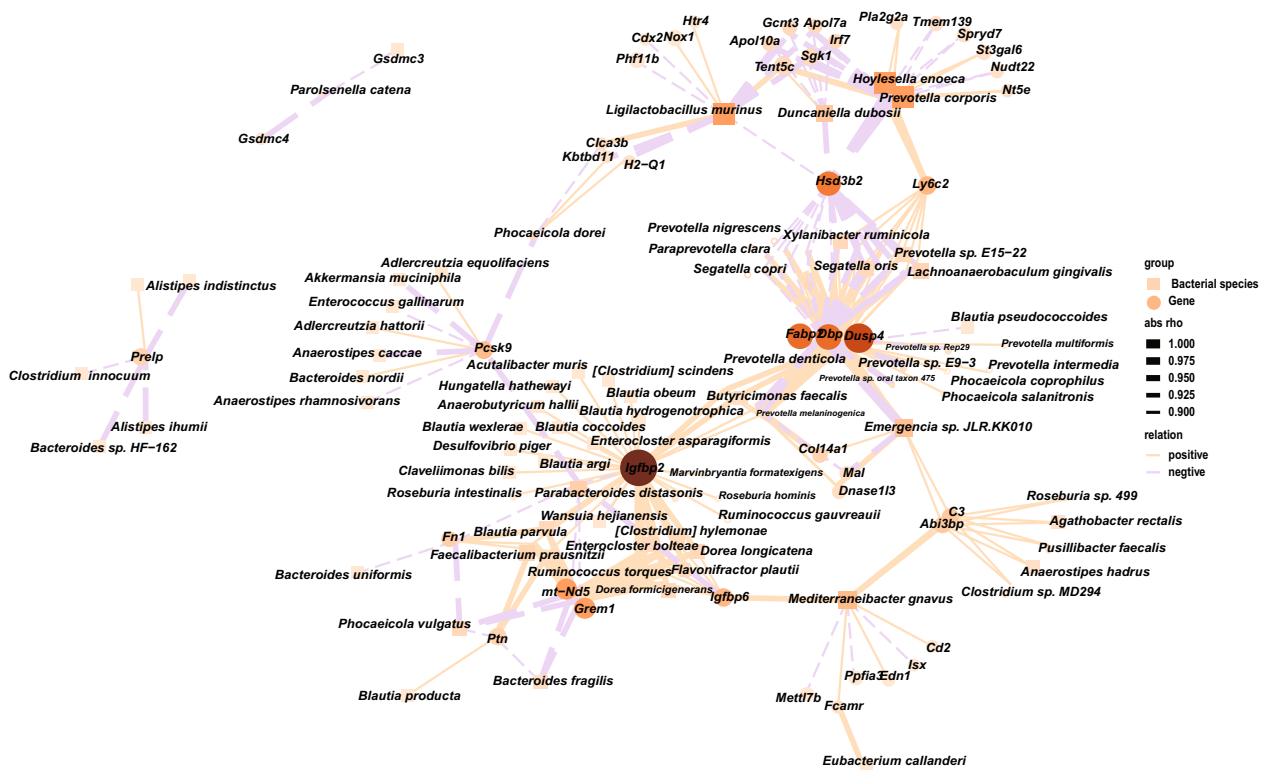 Htr4
Gcnt3
Apol7a
Pla2g2a
Tmem139
Cdx2
Nox1
Apol10a
Irf7
Spryd7
Gsdmc3
Phf11b
Sgk1
St3gal6
Tent5c
Nudt22
Parolsenella catena
Hoylesella enoeca
Nt5e
Prevotella corporis
Ligilactobacillus murinus
Duncaniella dubosii
Gsdmc4
Clca3b
Kbtbd11
H2−Q1
Hsd3b2
Ly6c2
Phocaeicola dorei
Prevotella nigrescens
Xylanibacter ruminicola
Paraprevotella clara
Prevotella sp. E15−22
Adlercreutzia equolifaciens
Segatella copri
Segatella oris
Lachnoanaerobaculum gingivalis
Akkermansia muciniphila
Alistipes indistinctus
Enterococcus gallinarum
Adlercreutzia hattorii
Blautia pseudococcoides
Fabp2
Dbp
Dusp4
Prevotella sp. Rep29
Prevotella multiformis
Prelp
Anaerostipes caccae
Pcsk9
Prevotella denticola
Prevotella sp. E9−3
Prevotella intermedia
Clostridium innocuum
Bacteroides nordii
Acutalibacter muris
[Clostridium] scindens
Prevotella sp. oral taxon 475
Phocaeicola coprophilus
Hungatella hathewayi
Blautia obeum
Butyricimonas faecalis
Phocaeicola salanitronis
Anaerostipes rhamnosivorans
Anaerobutyricum hallii
Blautia hydrogenotrophica
Prevotella melaninogenica
Alistipes ihumii
Blautia wexlerae
Blautia coccoides
Emergencia sp. JLR.KK010
Bacteroides sp. HF−162
Desulfovibrio piger
Enterocloster asparagiformis
Col14a1
Claveliimonas bilis
Blautia argi
Igfbp2
Marvinbryantia formatexigens
Mal
Roseburia intestinalis
Parabacteroides distasonis
Roseburia hominis
Dnase1l3
Roseburia sp. 499
Wansuia hejianensis
Ruminococcus gauvreauii
C3
Abi3bp
Agathobacter rectalis
Fn1
Blautia parvula
[Clostridium] hylemonae
Faecalibacterium prausnitzii
Enterocloster bolteae
Dorea longicatena
Pusillibacter faecalis
Bacteroides uniformis
Ruminococcus torques
Flavonifractor plautii
Anaerostipes hadrus
mt−Nd5
Dorea formicigenerans
Igfbp6
Mediterraneibacter gnavus
Clostridium sp. MD294
Grem1
Phocaeicola vulgatus
Ptn
Cd2
Isx
Bacteroides fragilis
Ppfia3
Edn1
Blautia producta
Mettl7b
Fcamr
Eubacterium callanderi
group
Bacterial species
Gene
abs rho
1.000
0.975
0.950
0.925
0.900
relation
positive
negtive